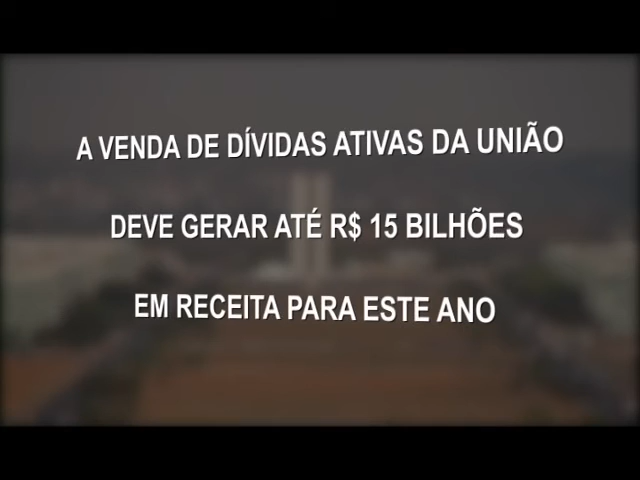 A VENDA DE DÍVIDAS ATIVAS DA UNIÃO
DEVE GERAR ATÉ R$ 15 BILHÕES
EM RECEITA PARA ESTE ANO